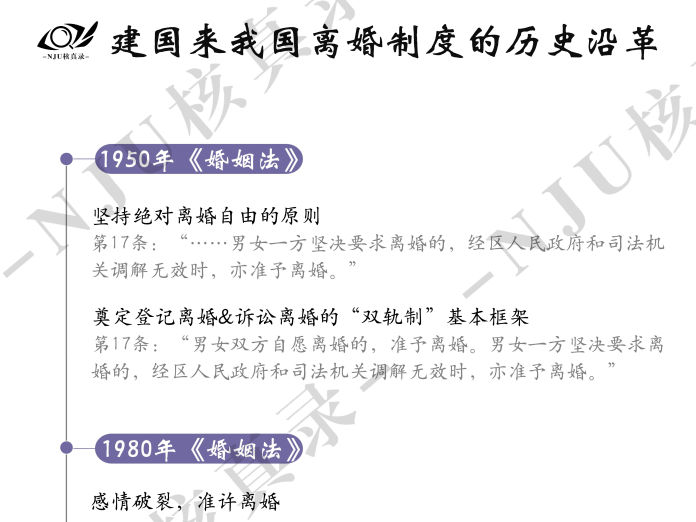 建国来我国离婚制度的历史沿革
-NJU核真录-
1950年《婚姻法》
坚持绝对离婚自由的原则
第17条：“……男女一方坚决要求离婚的，经区人民政府和司法机
关调解无效时，亦准予离婚。”
奠定登记离婚&诉讼离婚的“双轨制”基本框架
第17条：“男女双方自愿离婚的，准予离婚。男女一方坚决要求离
婚的，经区人民政府和司法机关调解无效时，亦准予离婚。”
1980年《婚姻法》
感情破裂，准许离婚
-NJU核真录-
-NJU核真
核真录-